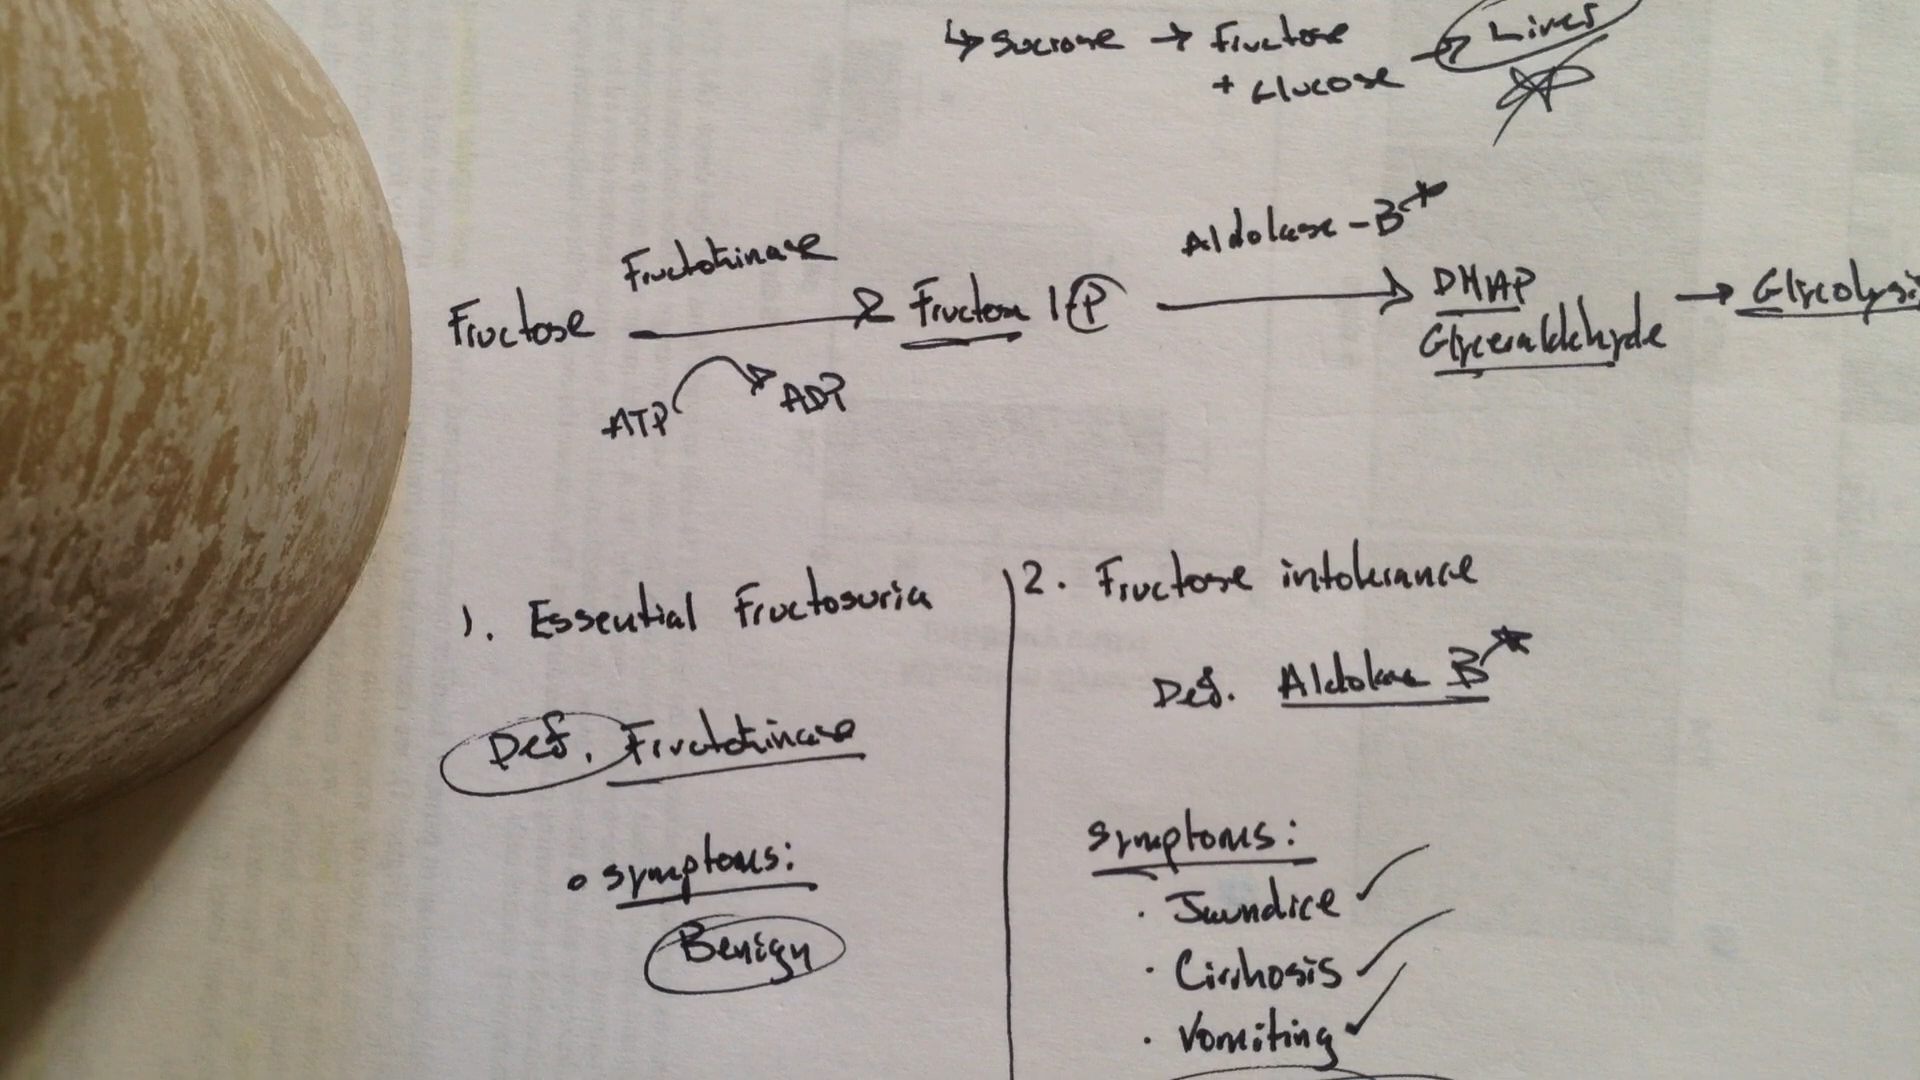 ↳ Sucrose → Fructose → Liver
+ Glucose
Fructokinase
Aldolase-B
Fructose → Fructose 1-P → DHAP → Glycolysi
Glyceraldehyde
ATP → ADP
1. Essential Fructosuria
Def. Fructokinase
• symptoms:
Benign
2. Fructose intolerance
Def. Aldolase B
symptoms:
· Jaundice ✓
· Cirrhosis ✓
· Vomiting ✓